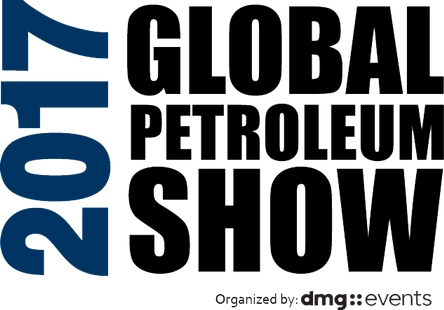 2017
GLOBAL
PETROLEUM
SHOW
Organized by: dmg::events